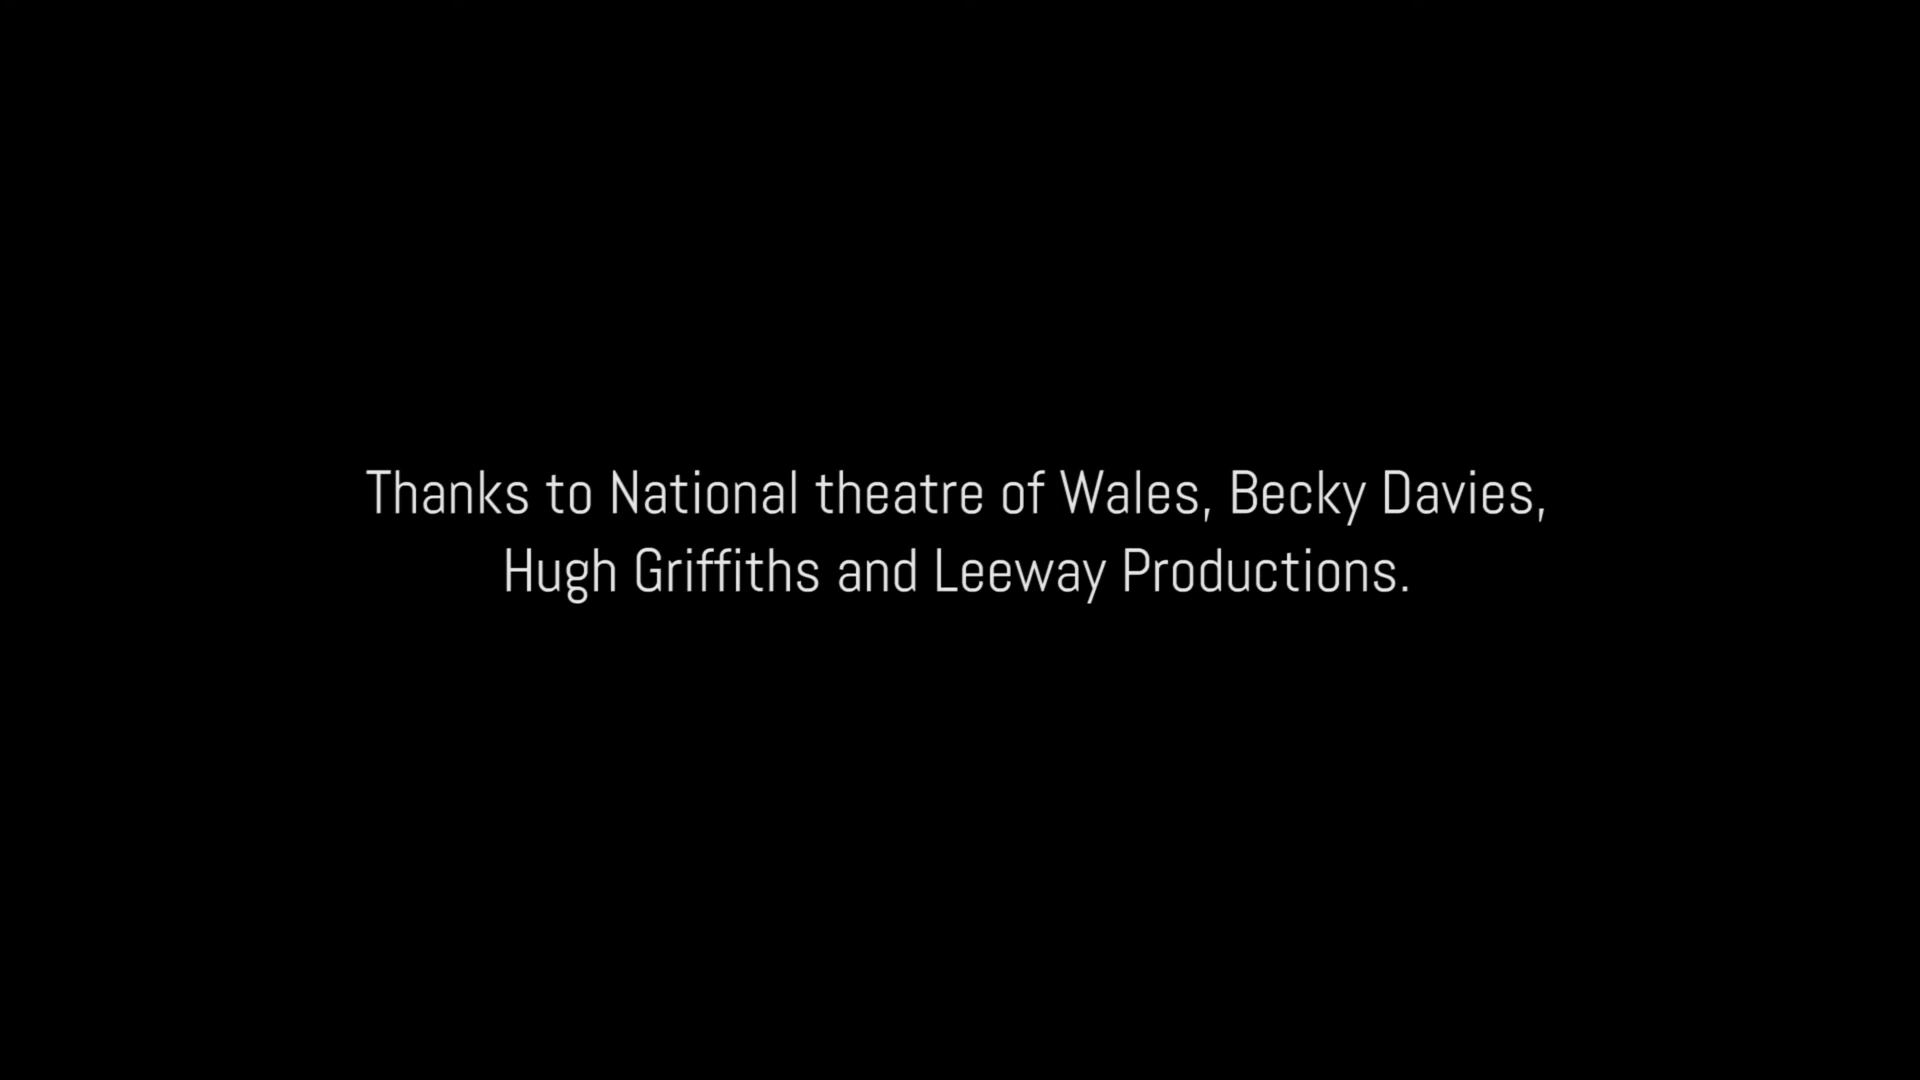 Thanks to National theatre of Wales, Becky Davies,
Hugh Griffiths and Leeway Productions.